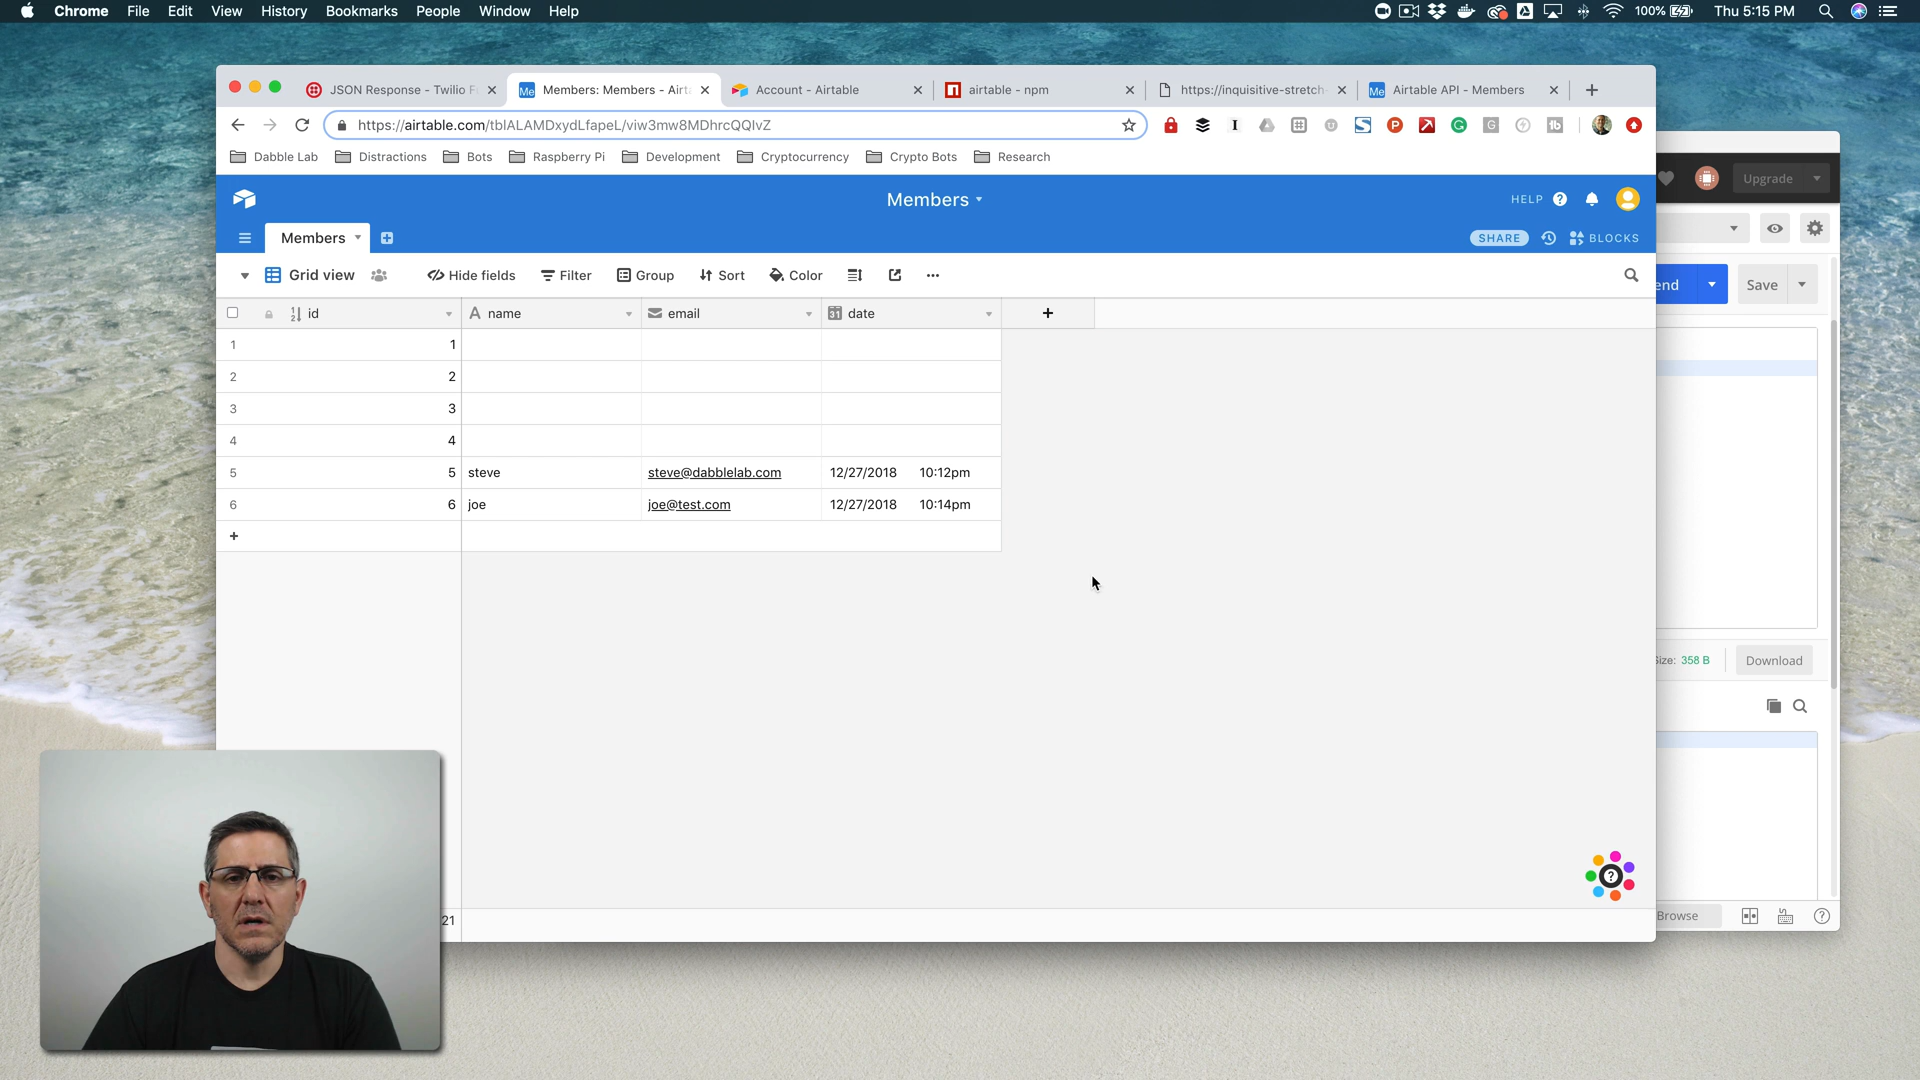 Chrome File Edit View History Bookmarks People Window Help
100% Thu 5:15 PM
JSON Response - Twilio F
Members: Members - Airt
Account - Airtable
airtable - npm
https://inquisitive-stretch-
Airtable API - Members
https://airtable.com/tblALAMDxydLfapeL/viw3mw8MDhrcQQIvZ
Dabble Lab Distractions Bots Raspberry Pi Development Cryptocurrency Crypto Bots Research
Upgrade
Members
HELP
Members
SHARE BLOCKS
Grid view Hide fields Filter Group Sort Color
end Save
id name email date
1 1
2 2
3 3
4 4
5 5 steve steve@dabblelab.com 12/27/2018 10:12pm
6 6 joe joe@test.com 12/27/2018 10:14pm
+
Size: 358 B Download
21
Browse